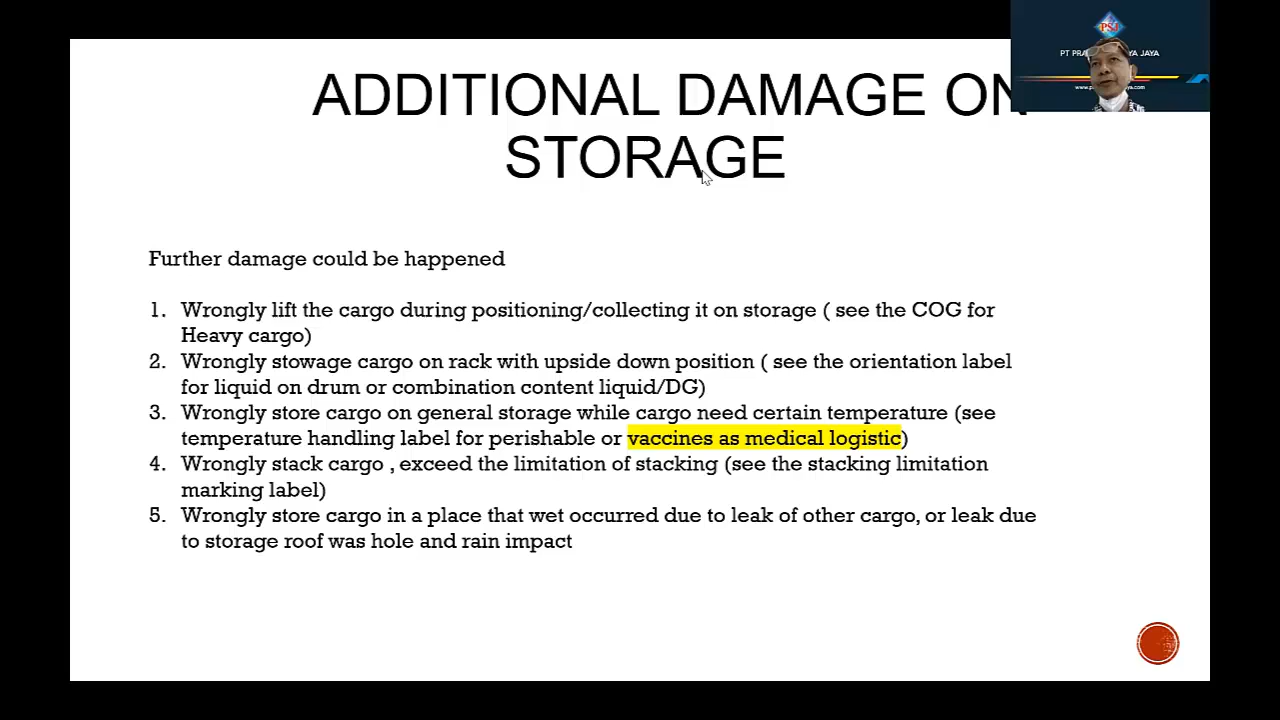 ADDITIONAL DAMAGE ON
STORAGE
PSJ
PT PRA YA JAYA
Further damage could be happened
1. Wrongly lift the cargo during positioning/collecting it on storage ( see the COG for
Heavy cargo)
2. Wrongly stowage cargo on rack with upside down position ( see the orientation label
for liquid on drum or combination content liquid/DG)
3. Wrongly store cargo on general storage while cargo need certain temperature (see
temperature handling label for perishable or vaccines as medical logistic)
4. Wrongly stack cargo , exceed the limitation of stacking (see the stacking limitation
marking label)
5. Wrongly store cargo in a place that wet occurred due to leak of other cargo, or leak due
to storage roof was hole and rain impact